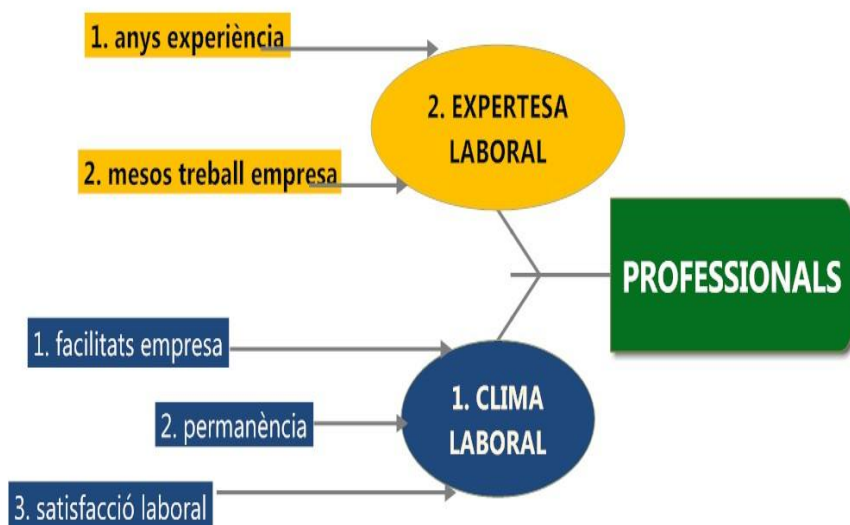 1. anys experiència
2. EXPERTESA
LABORAL
2. mesos treball empresa
PROFESSIONALS
1. facilitats empresa
1. CLIMA
LABORAL
2. permanència
3. satisfacció laboral